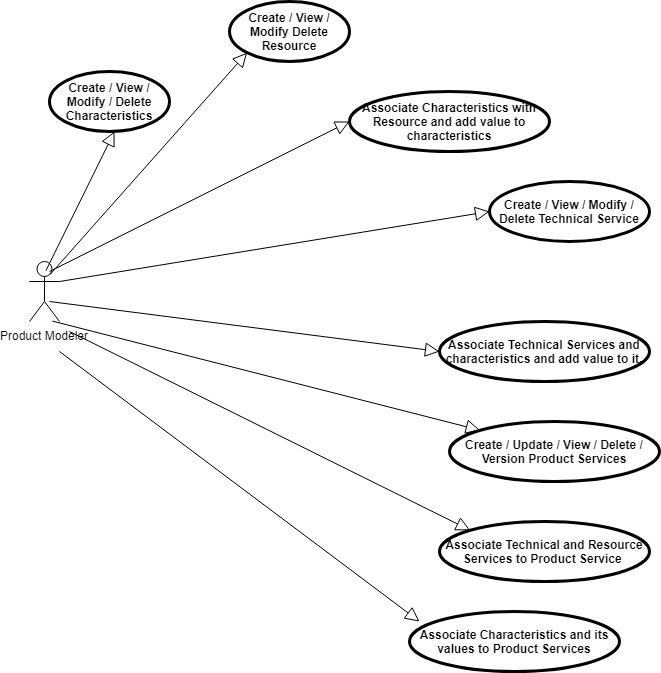 Create / View /
Modify Delete
Resource
Create / View /
Modify / Delete
Characteristics
Associate Characteristics with
Resource and add value to
characteristics
Create / View / Modify /
Delete Technical Service
Product Modeler
Associate Technical Services and
characteristics and add value to it
Create / Update / View / Delete /
Version Product Services
Associate Technical and Resource
Services to Product Service
Associate Characteristics and its
values to Product Services